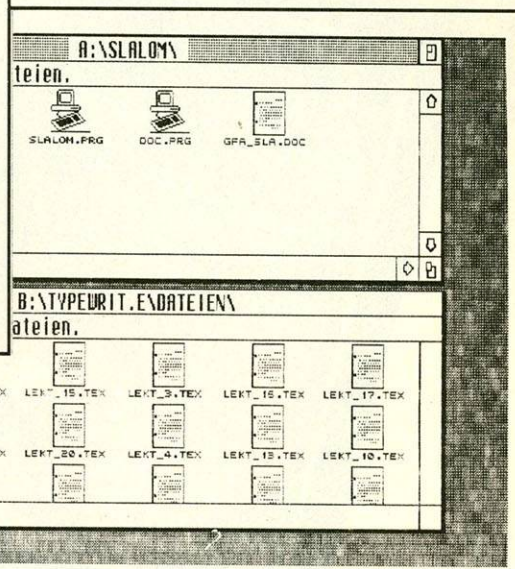 A:\SLALOM\
teien.
SLALOM.PRG DOC.PRG GFA_SLA.DOC
B:\TYPEWRIT.E\DATEIEN\
ateien.
X LEKT_15.TEX LEKT_3.TEX LEKT_16.TEX LEKT_17.TEX
X LEKT_20.TEX LEKT_4.TEX LEKT_13.TEX LEKT_10.TEX